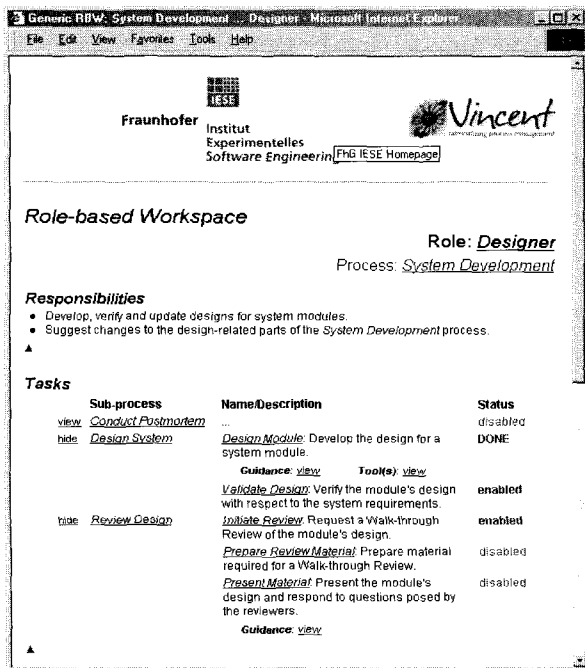 Generic RBW: System Development ... Designer - Microsoft Internet Explorer
File Edit View Favorites Tools Help
IESE
Fraunhofer
Institut
Experimentelles
Software Engineering
FhG IESE Homepage
Vincent
Role-based Workspace
Role: Designer
Process: System Development
Responsibilities
• Develop, verify and update designs for system modules.
• Suggest changes to the design-related parts of the System Development process.
▲
Tasks
Sub-process Name/Description Status
view Conduct Postmortem ... disabled
hide Design System Design Module: Develop the design for a DONE
system module.
Guidance: view Tool(s): view
Validate Design: Verify the module's design enabled
with respect to the system requirements.
hide Review Design Initiate Review: Request a Walk-through enabled
Review of the module's design.
Prepare Review Material: Prepare material disabled
required for a Walk-through Review.
Present Material: Present the module's disabled
design and respond to questions posed by
the reviewers.
Guidance: view
▲